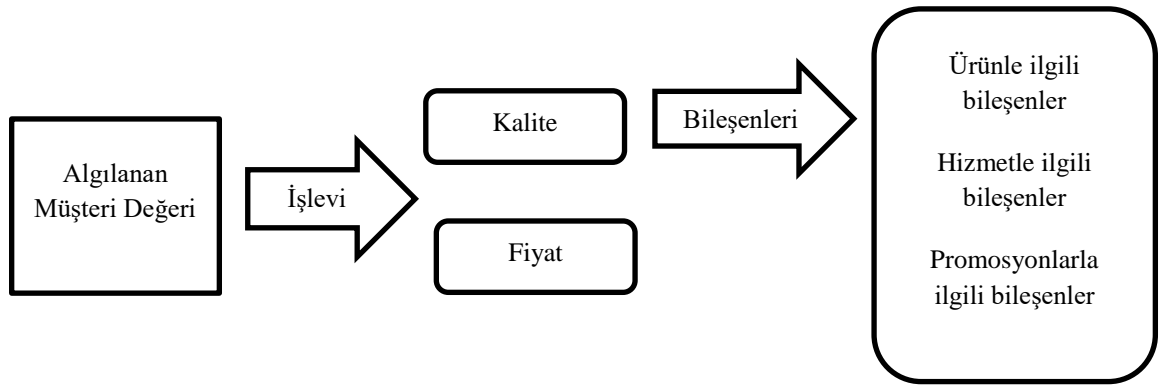 Algılanan
Müşteri Değeri
İşlevi
Kalite
Fiyat
Bileşenleri
Ürünle ilgili
bileşenler
Hizmetle ilgili
bileşenler
Promosyonlarla
ilgili bileşenler